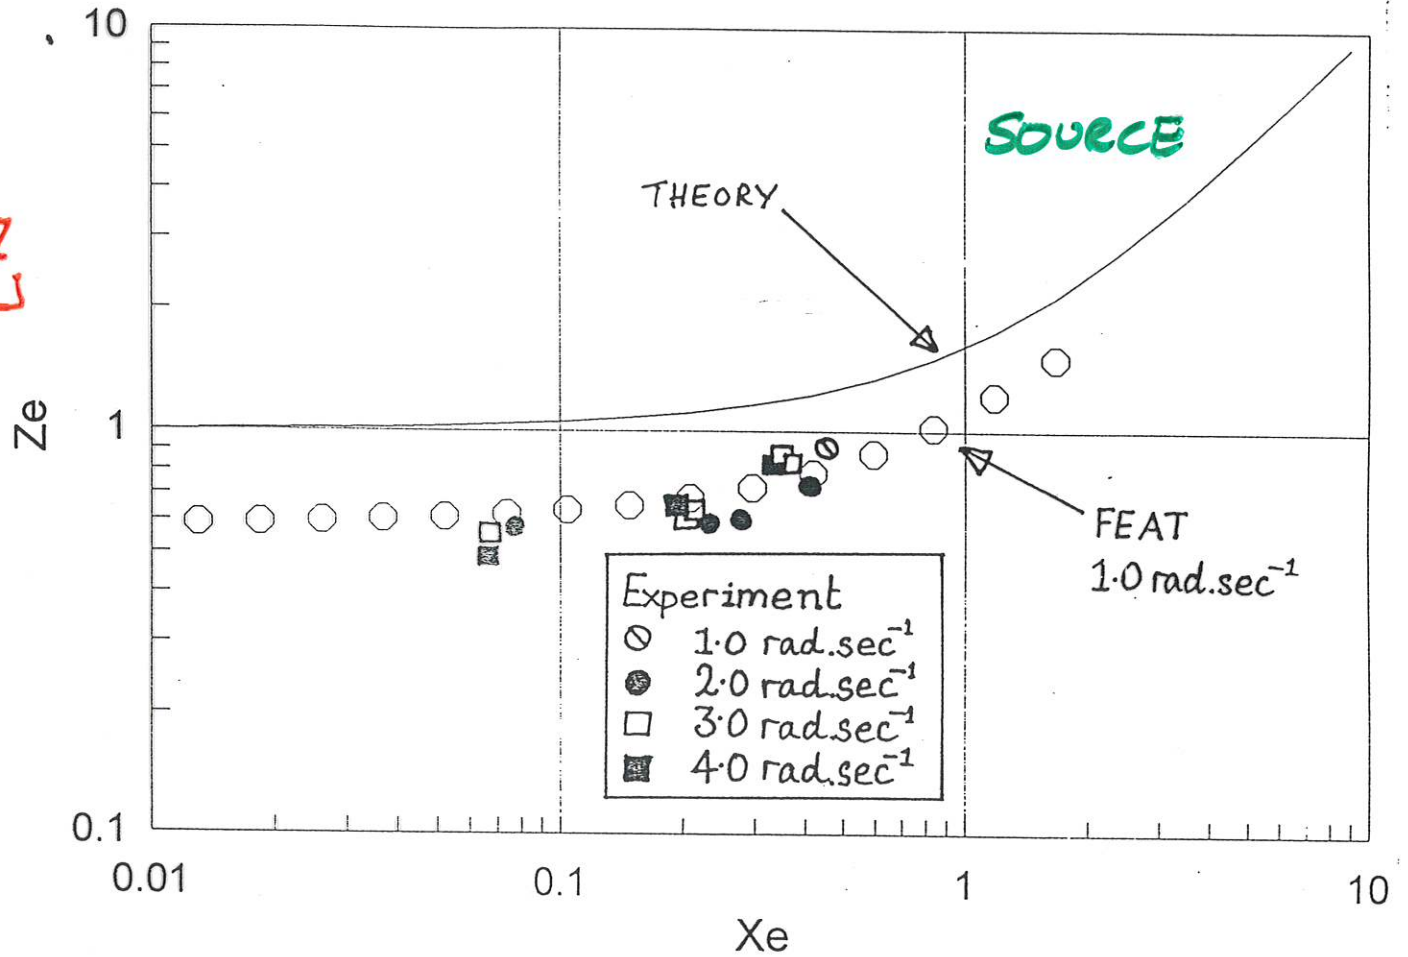 10
SOURCE
THEORY
Ze
1
FEAT
1.0 rad.sec⁻¹
Experiment
1.0 rad.sec⁻¹
2.0 rad.sec⁻¹
3.0 rad.sec⁻¹
4.0 rad.sec⁻¹
0.1
0.01
0.1
1
10
Xe